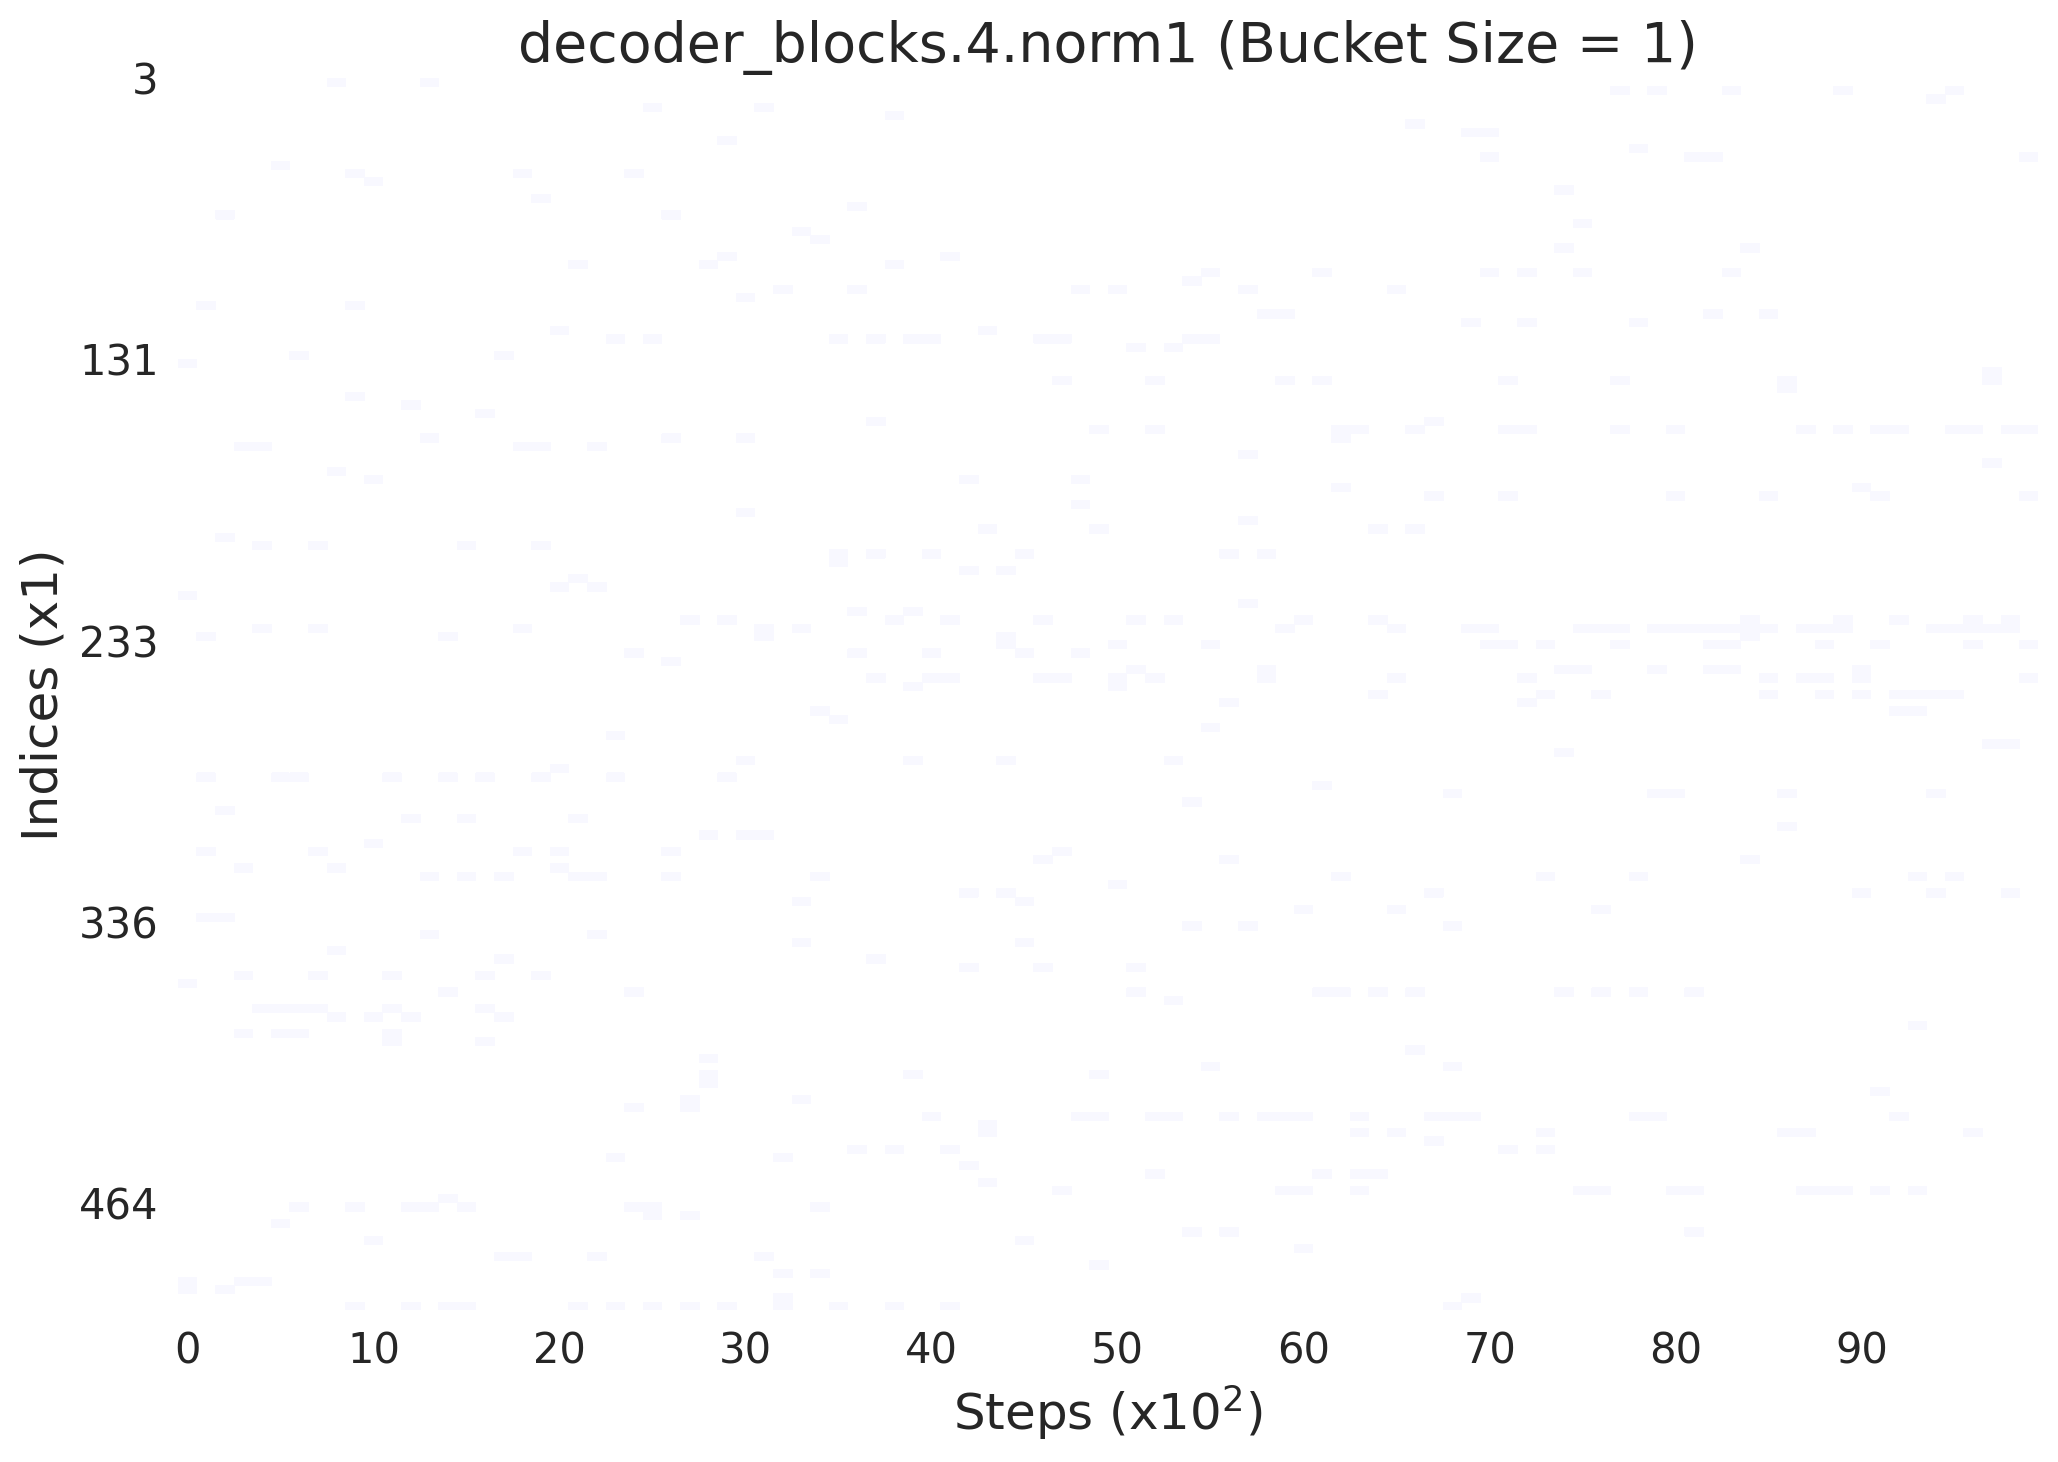 decoder_blocks.4.norm1 (Bucket Size = 1)
3
131
233
336
464
Indices (x1)
0 10 20 30 40 50 60 70 80 90
Steps (x10²)